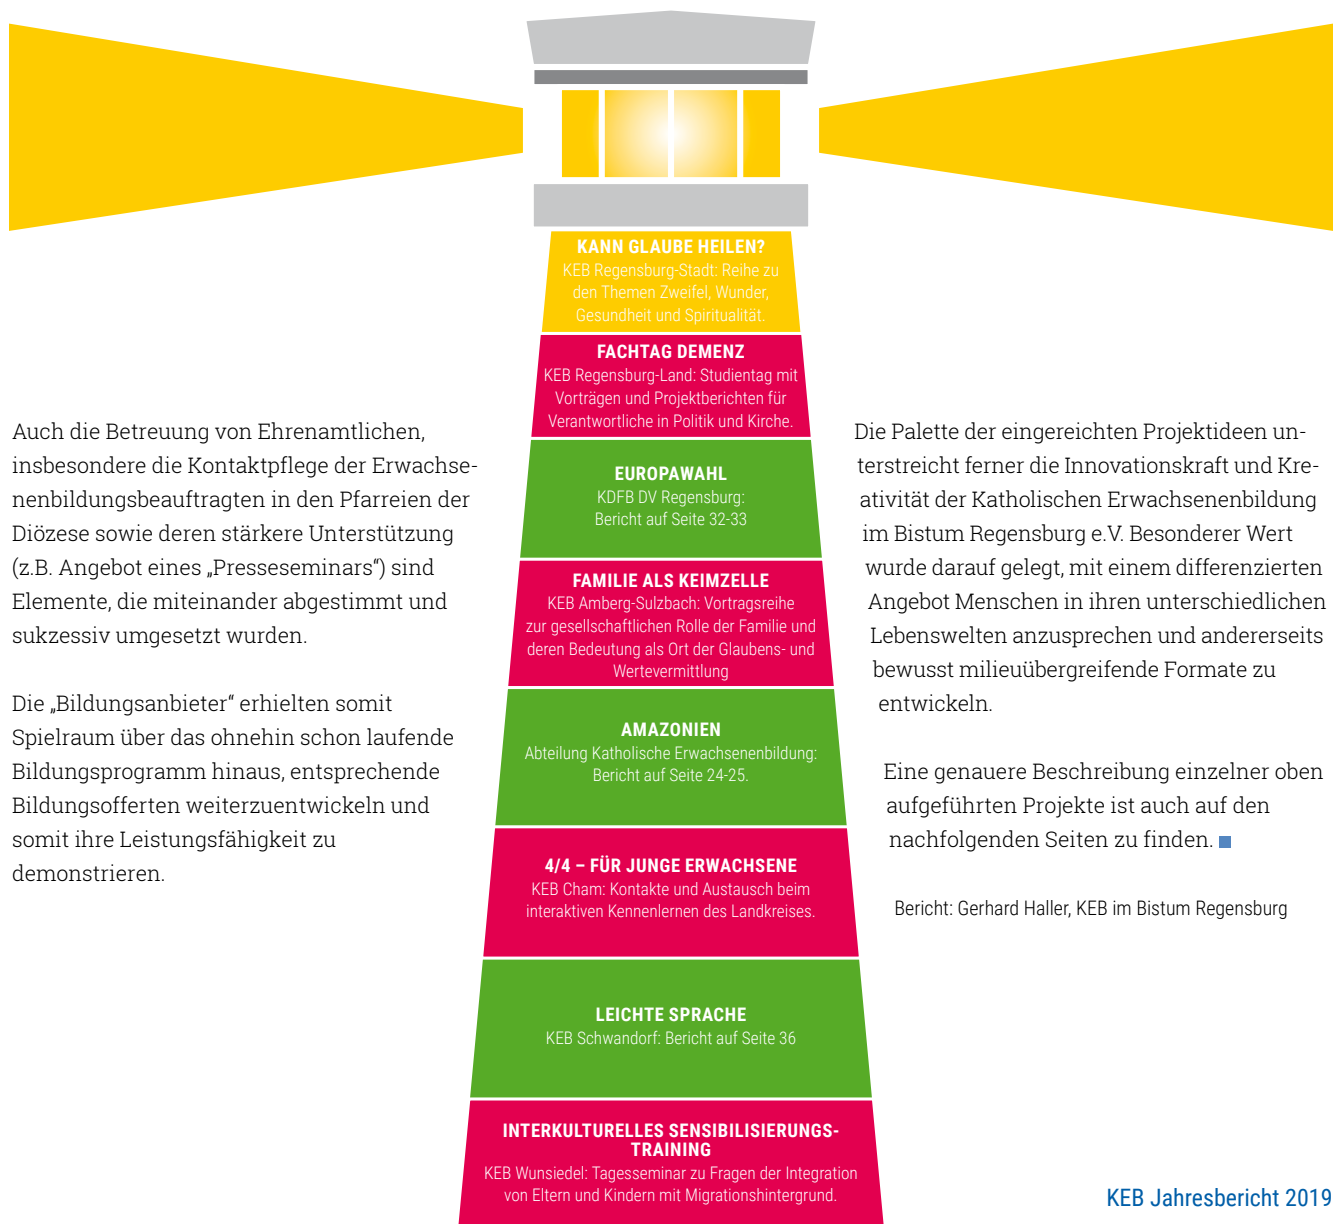 KANN GLAUBE HEILEN?
KEB Regensburg-Stadt: Reihe zu
den Themen Zweifel, Wunder,
Gesundheit und Spiritualität.
FACHTAG DEMENZ
KEB Regensburg-Land: Studientag mit
Vorträgen und Projektberichten für
Verantwortliche in Politik und Kirche.
EUROPAWAHL
KDFB DV Regensburg:
Bericht auf Seite 32-33
FAMILIE ALS KEIMZELLE
KEB Amberg-Sulzbach: Vortragsreihe
zur gesellschaftlichen Rolle der Familie und
deren Bedeutung als Ort der Glaubens- und
Wertevermittlung
AMAZONIEN
Abteilung Katholische Erwachsenenbildung:
Bericht auf Seite 24-25.
4/4 – FÜR JUNGE ERWACHSENE
KEB Cham: Kontakte und Austausch beim
interaktiven Kennenlernen des Landkreises.
LEICHTE SPRACHE
KEB Schwandorf: Bericht auf Seite 36
INTERKULTURELLES SENSIBILISIERUNGS-
TRAINING
KEB Wunsiedel: Tagesseminar zu Fragen der Integration
von Eltern und Kindern mit Migrationshintergrund.
Auch die Betreuung von Ehrenamtlichen,
insbesondere die Kontaktpflege der Erwachse-
nenbildungsbeauftragten in den Pfarreien der
Diözese sowie deren stärkere Unterstützung
(z.B. Angebot eines „Presseseminars“) sind
Elemente, die miteinander abgestimmt und
sukzessiv umgesetzt wurden.
Die „Bildungsanbieter“ erhielten somit
Spielraum über das ohnehin schon laufende
Bildungsprogramm hinaus, entsprechende
Bildungsofferten weiterzuentwickeln und
somit ihre Leistungsfähigkeit zu
demonstrieren.
Die Palette der eingereichten Projektideen un-
terstreicht ferner die Innovationskraft und Kre-
ativität der Katholischen Erwachsenenbildung
im Bistum Regensburg e.V. Besonderer Wert
wurde darauf gelegt, mit einem differenzierten
Angebot Menschen in ihren unterschiedlichen
Lebenswelten anzusprechen und andererseits
bewusst milieuübergreifende Formate zu
entwickeln.
Eine genauere Beschreibung einzelner oben
aufgeführten Projekte ist auch auf den
nachfolgenden Seiten zu finden.
Bericht: Gerhard Haller, KEB im Bistum Regensburg
KEB Jahresbericht 2019